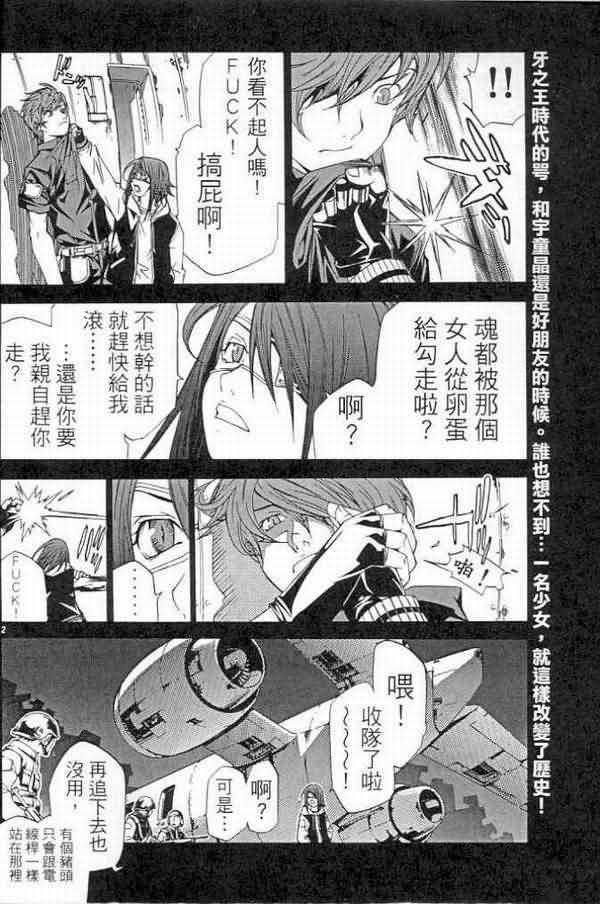 牙之王時代的咢，和宇童晶還是好朋友的時候。誰也想不到…一名少女，就這樣改變了歷史！
!!
你看不起人嗎！
FUCK！
搞屁啊！
魂都被那個
女人從卵蛋
給勾走啦？
啊？
不想幹的話
就趕快給我
滾……
…還是你要
我親自趕你
走？
啪！
……
…
FUCK！
2
喂！
收隊了啦
～～～～！
啊？
可是…
再追下去也
沒用，
有個豬頭
只會跟電
線桿一樣
站在那裡